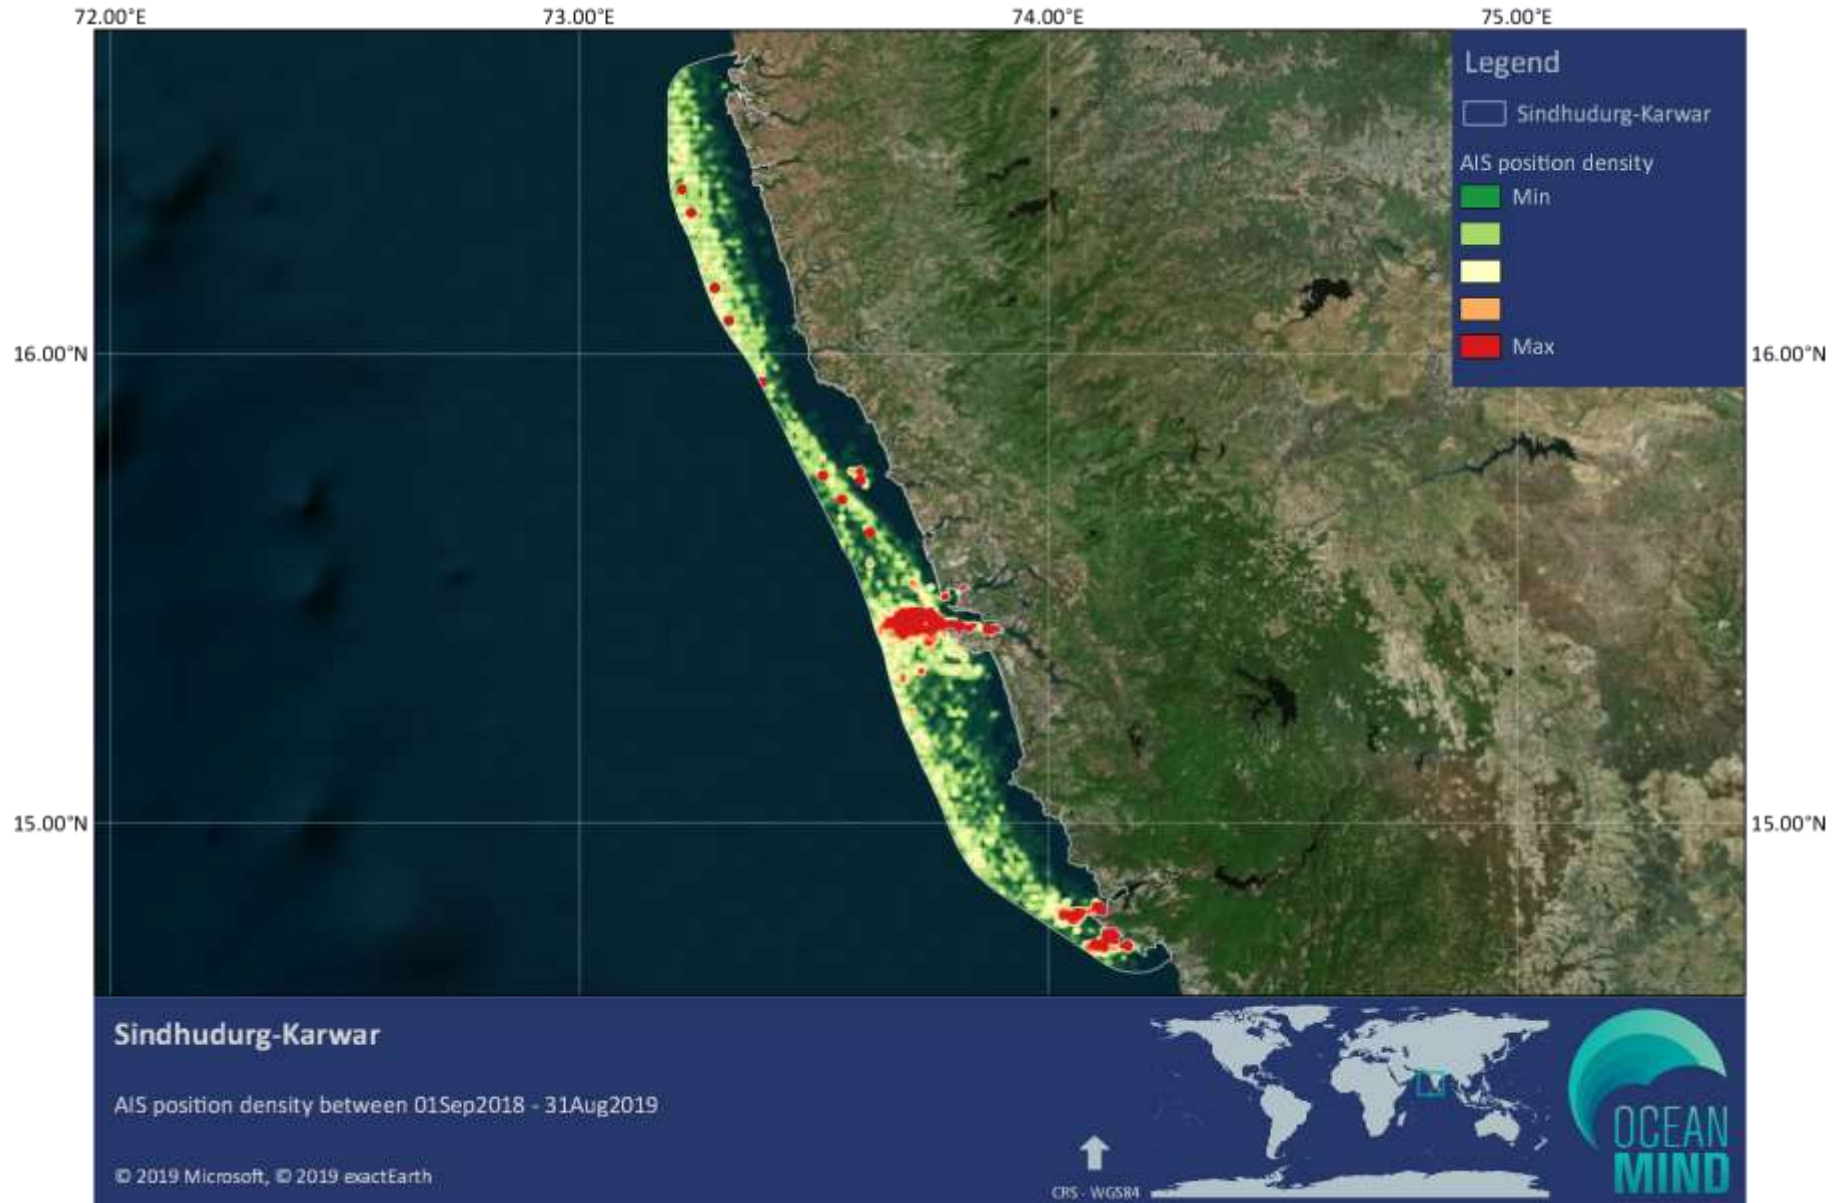 72.00°E 73.00°E 74.00°E 75.00°E
Legend
Sindhudurg-Karwar
AIS position density
Min
Max
16.00°N 16.00°N
15.00°N 15.00°N
Sindhudurg-Karwar
AIS position density between 01Sep2018 - 31Aug2019
© 2019 Microsoft, © 2019 exactEarth
CRS - WGS84
OCEAN
MIND